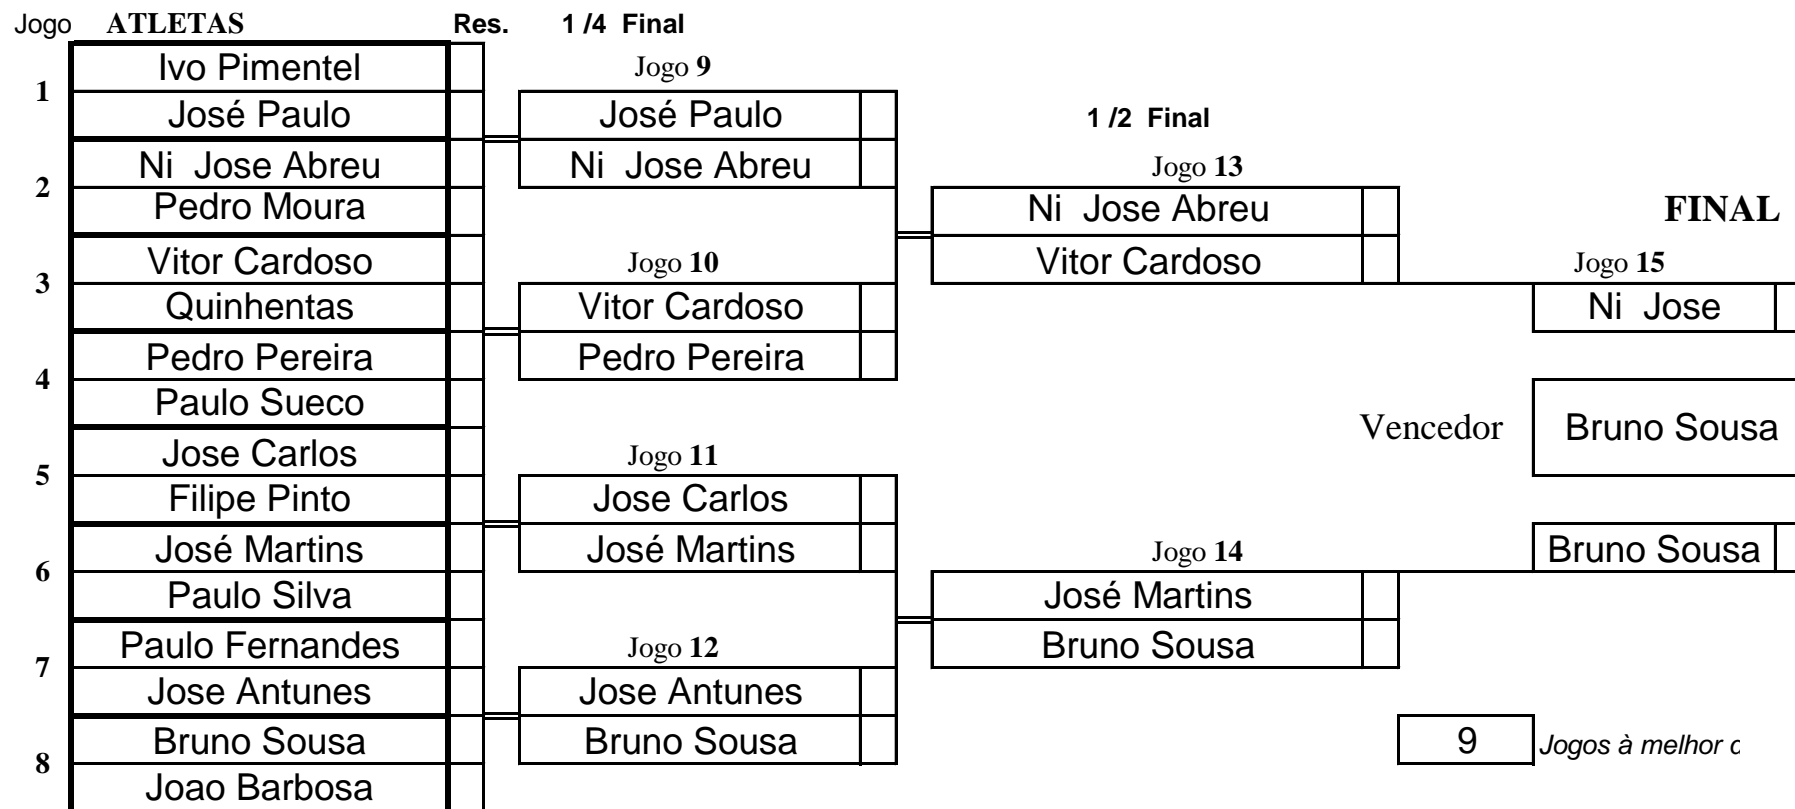 Jogo ATLETAS Res. 1 /4 Final
Ivo Pimentel
Jogo 9
1
José Paulo
José Paulo
1 /2 Final
Ni Jose Abreu
Ni Jose Abreu
Jogo 13
2
Pedro Moura
Ni Jose Abreu
FINAL
Vitor Cardoso
Jogo 10
Vitor Cardoso
Jogo 15
3
Quinhentas
Vitor Cardoso
Ni Jose
Pedro Pereira
Pedro Pereira
4
Paulo Sueco
Vencedor
Bruno Sousa
Jose Carlos
Jogo 11
5
Filipe Pinto
Jose Carlos
José Martins
José Martins
Jogo 14
Bruno Sousa
6
Paulo Silva
José Martins
Paulo Fernandes
Jogo 12
Bruno Sousa
7
Jose Antunes
Jose Antunes
Bruno Sousa
Bruno Sousa
9
Jogos à melhor
8
Joao Barbosa